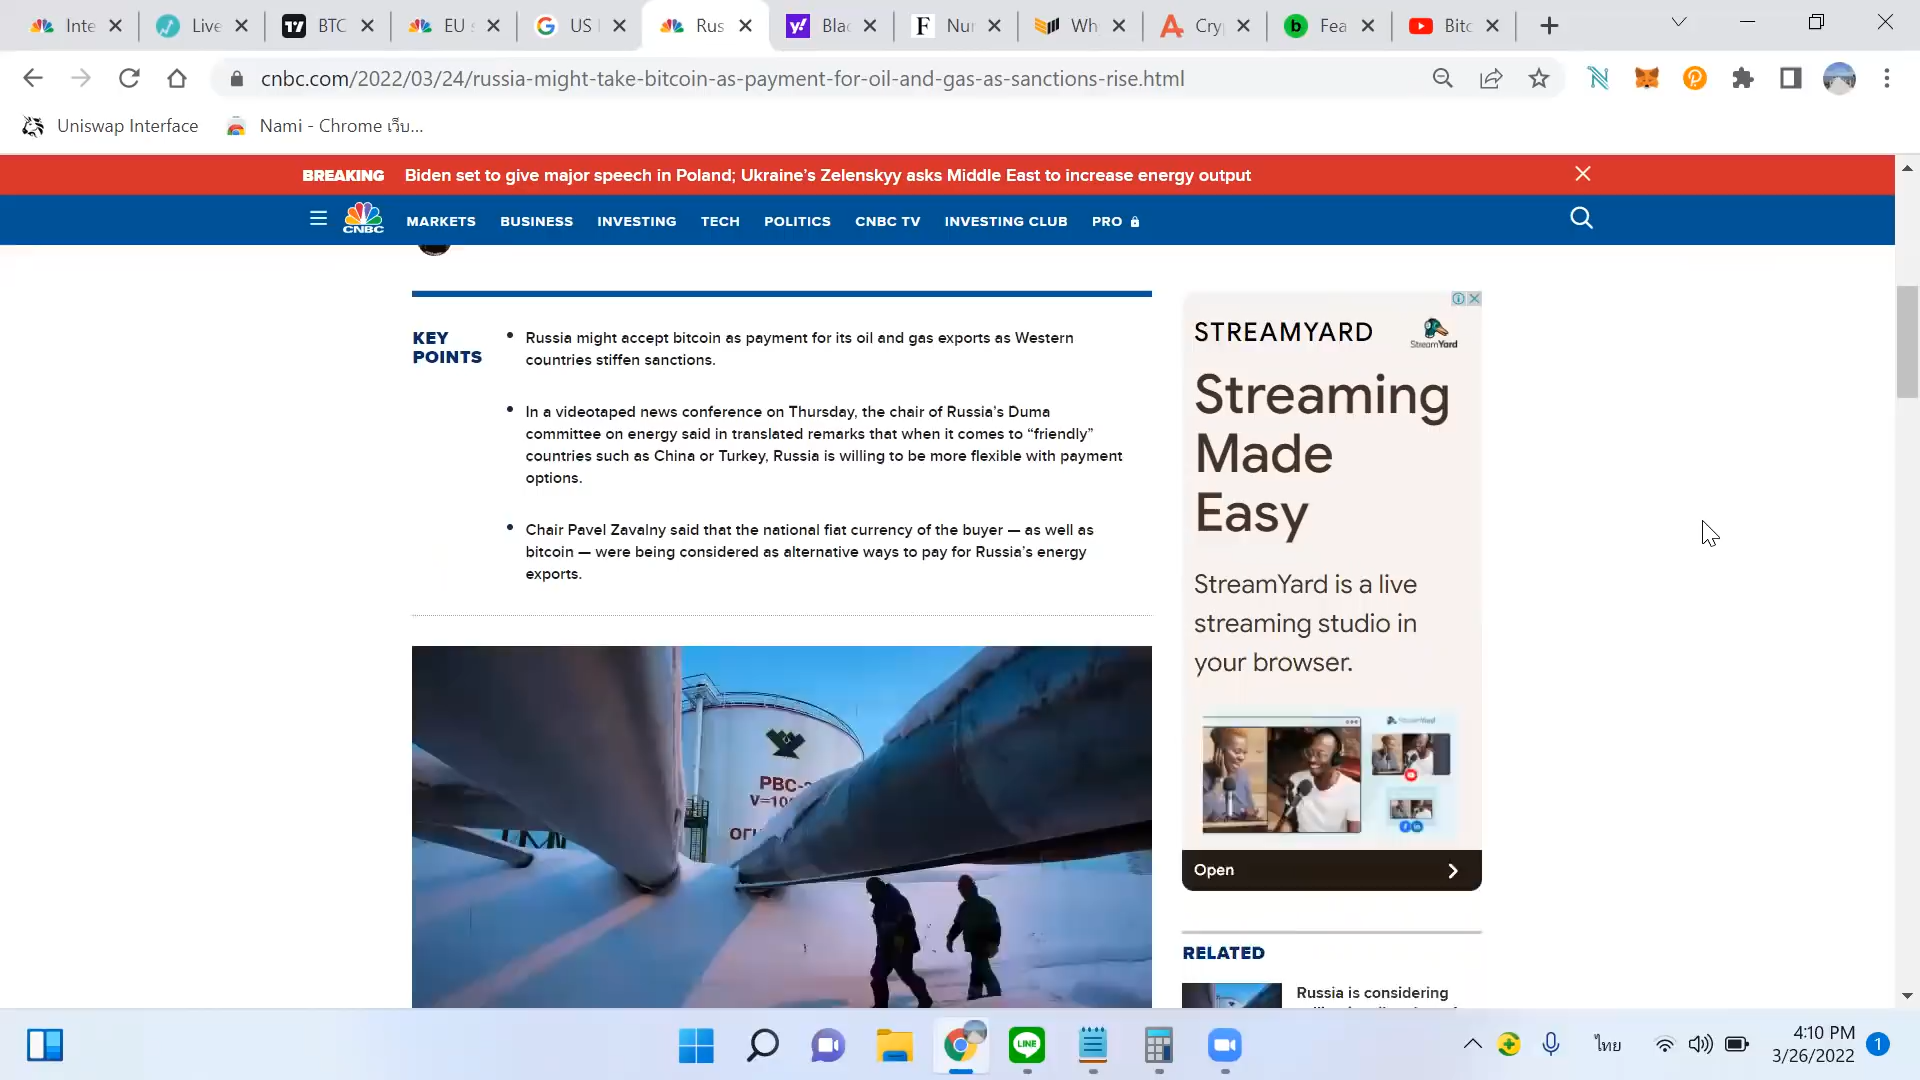 Inte
Live
BTC
EU s
US
Rus
Blac
Nur
Wh
Cry
Fea
Bitc
cnbc.com/2022/03/24/russia-might-take-bitcoin-as-payment-for-oil-and-gas-as-sanctions-rise.html
Uniswap Interface
Nami - Chrome เว็บ...
BREAKING Biden set to give major speech in Poland; Ukraine’s Zelenskyy asks Middle East to increase energy output
CNBC
MARKETS BUSINESS INVESTING TECH POLITICS CNBC TV INVESTING CLUB PRO
KEY
POINTS
Russia might accept bitcoin as payment for its oil and gas exports as Western
countries stiffen sanctions.
In a videotaped news conference on Thursday, the chair of Russia’s Duma
committee on energy said in translated remarks that when it comes to “friendly”
countries such as China or Turkey, Russia is willing to be more flexible with payment
options.
Chair Pavel Zavalny said that the national fiat currency of the buyer — as well as
bitcoin — were being considered as alternative ways to pay for Russia’s energy
exports.
РВС-
V=10
ОГ
STREAMYARD
StreamYard
Streaming
Made
Easy
StreamYard is a live
streaming studio in
your browser.
Open
RELATED
Russia is considering
LINE
ไทย
4:10 PM
3/26/2022
1